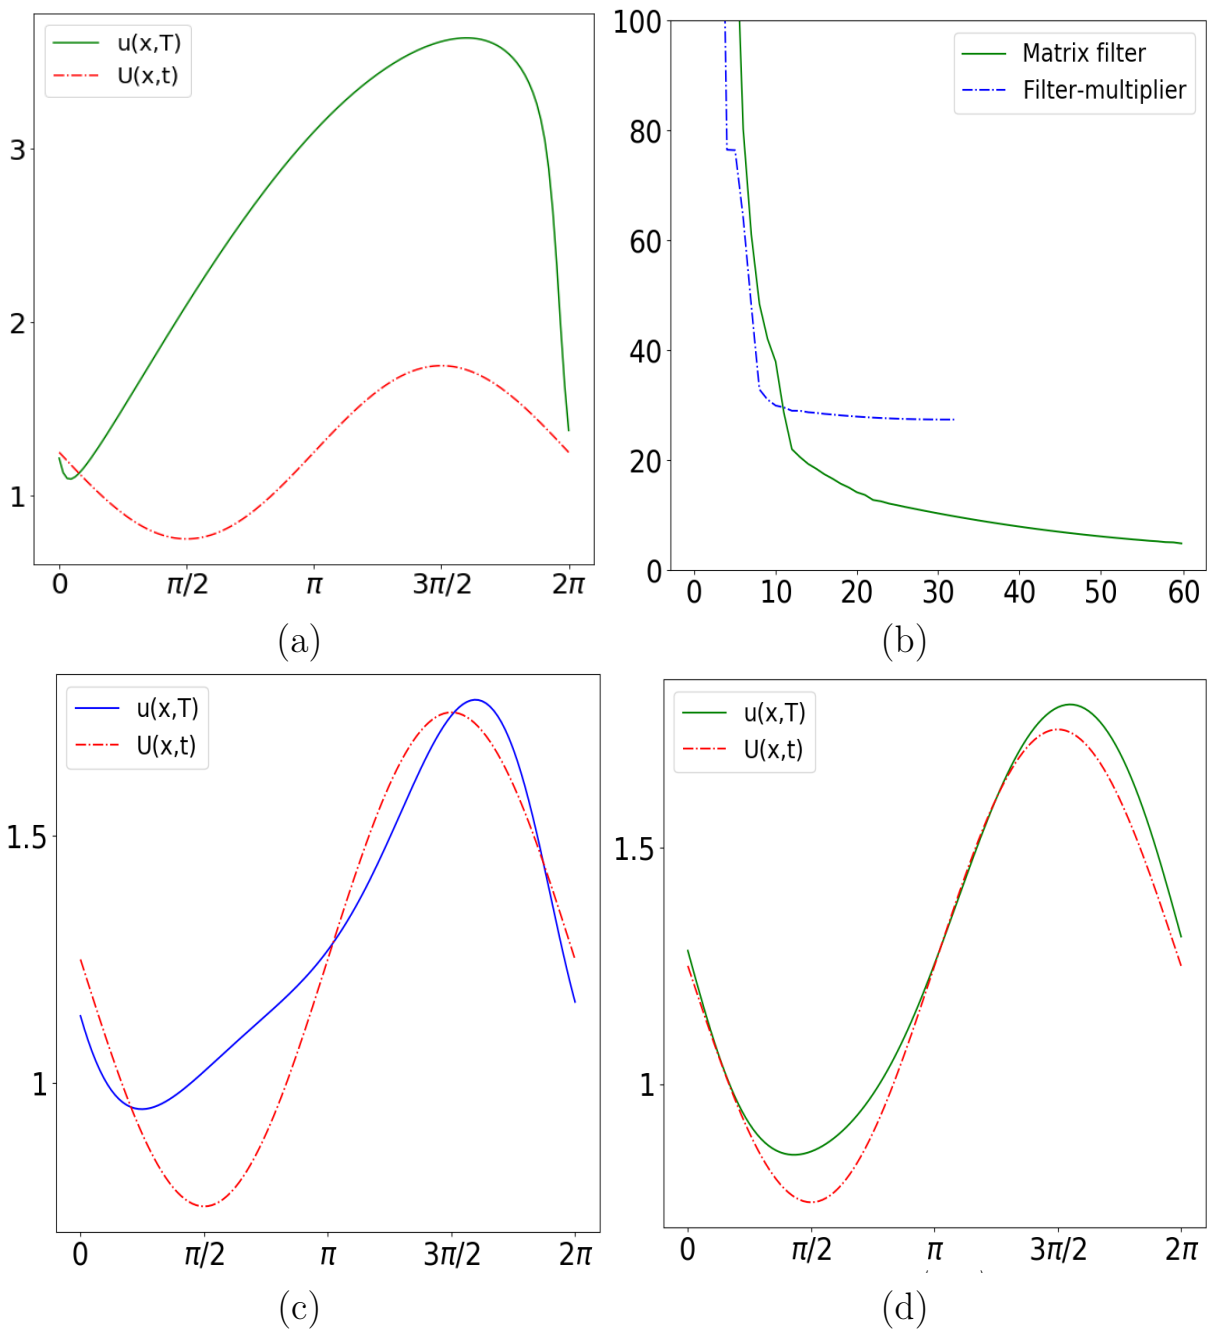 u(x,T)
U(x,t)
3
2
1
0 π/2 π 3π/2 2π
(a)
Matrix filter
Filter-multiplier
100
80
60
40
20
0
0 10 20 30 40 50 60
(b)
u(x,T)
U(x,t)
1.5
1
0 π/2 π 3π/2 2π
(c)
u(x,T)
U(x,t)
1.5
1
0 π/2 π 3π/2 2π
(d)